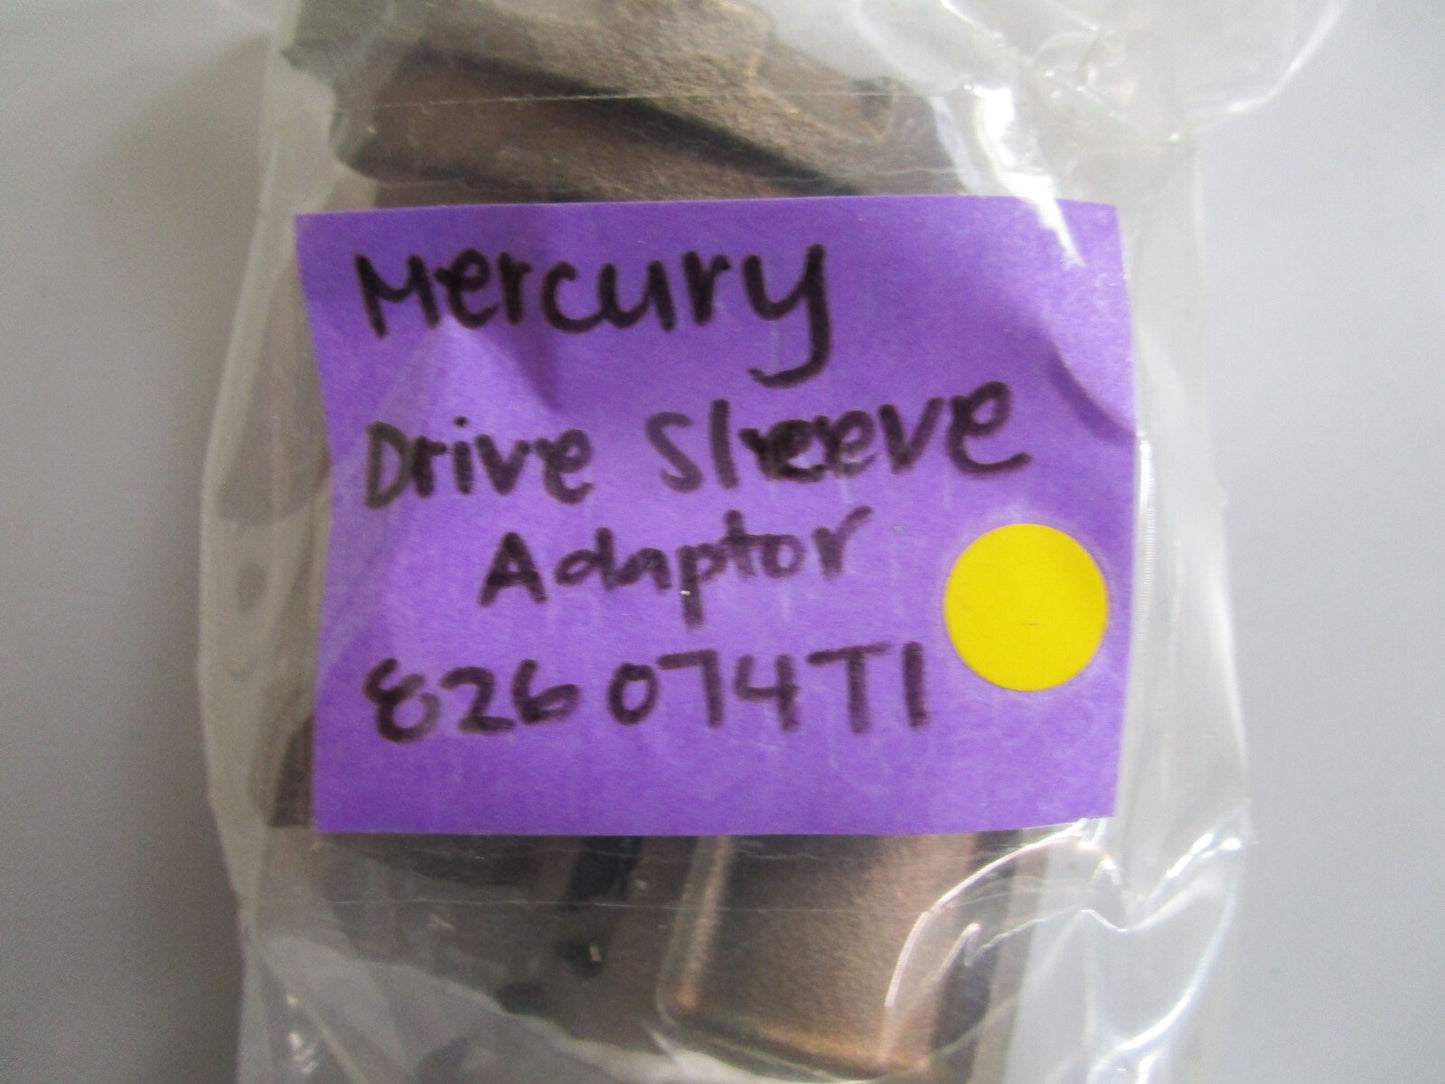 Mercury
Drive Sleeve
Adaptor
826074T1